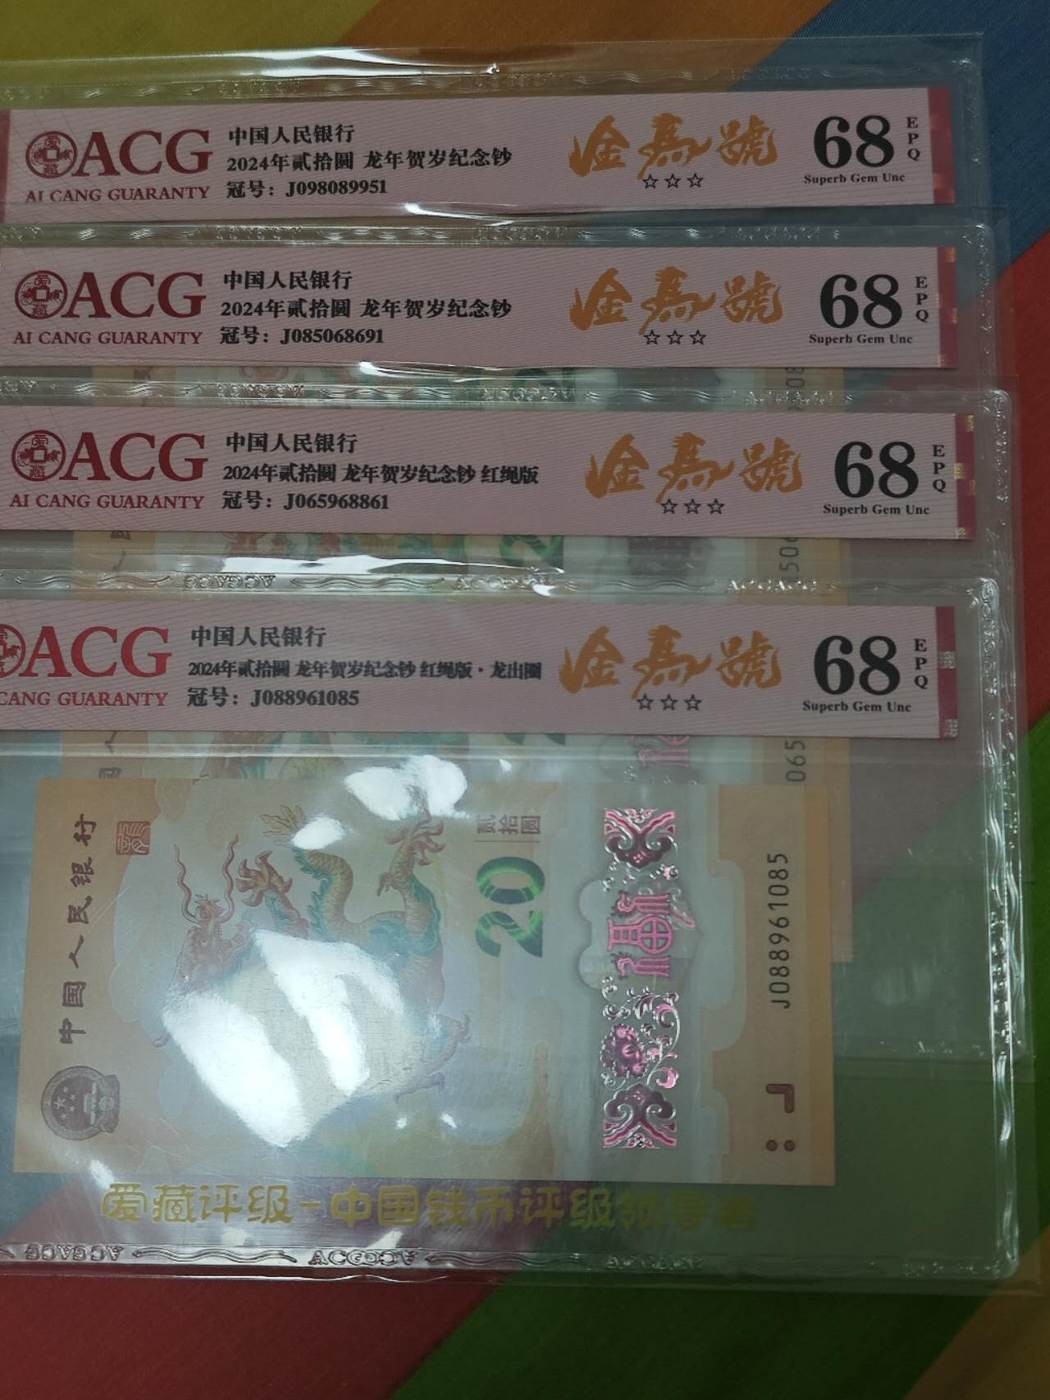 ACG
AI CANG GUARANTY
中国人民银行
2024年贰拾圆 龙年贺岁纪念钞
冠号：J098089951
金馬號
☆☆☆
68
EPQ
Superb Gem Unc
ACG
AI CANG GUARANTY
中国人民银行
2024年贰拾圆 龙年贺岁纪念钞
冠号：J085068691
金馬號
☆☆☆
68
EPQ
Superb Gem Unc
ACG
AI CANG GUARANTY
中国人民银行
2024年贰拾圆 龙年贺岁纪念钞 红绳版
冠号：J065968861
金馬號
☆☆☆
68
EPQ
Superb Gem Unc
ACG
CANG GUARANTY
中国人民银行
2024年贰拾圆 龙年贺岁纪念钞 红绳版·龙出圈
冠号：J088961085
金馬號
☆☆☆
68
EPQ
Superb Gem Unc
中国人民银行
贰拾圆
20
福
J088961085
爱藏评级-中国钱币评级领导者